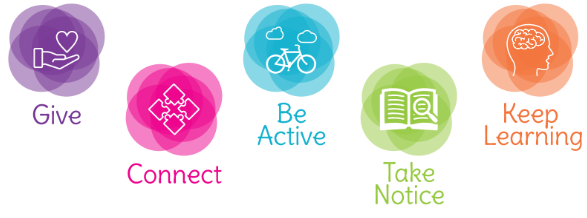 Give
Connect
Be
Active
Take
Notice
Keep
Learning